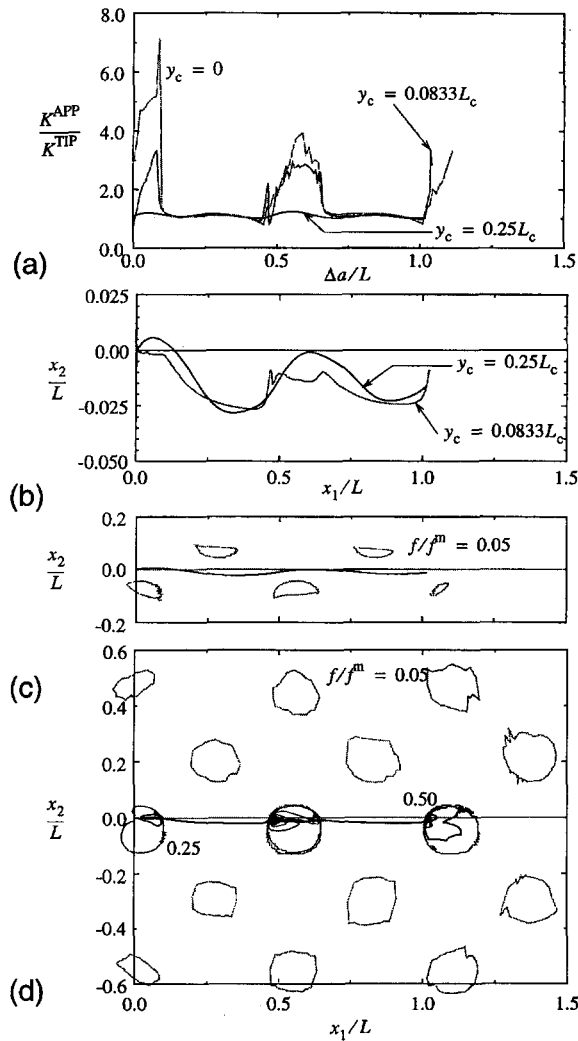 8.0
y_c = 0
6.0
K^APP
K^TIP
y_c = 0.0833L_c
4.0
2.0
y_c = 0.25L_c
0.0
0.0 0.5 1.0 1.5
(a)
Δa/L
0.025
x_2
L
0.00
y_c = 0.25L_c
-0.025
y_c = 0.0833L_c
-0.050
0.0 0.5 1.0 1.5
(b)
x_1/L
0.2
x_2
L
f/f^m = 0.05
0.0
-0.2
(c)
0.6
f/f^m = 0.05
0.4
0.2
x_2
L
0.50
0.0
0.25
-0.2
-0.4
-0.6
(d)
0.0 0.5 1.0 1.5
x_1/L